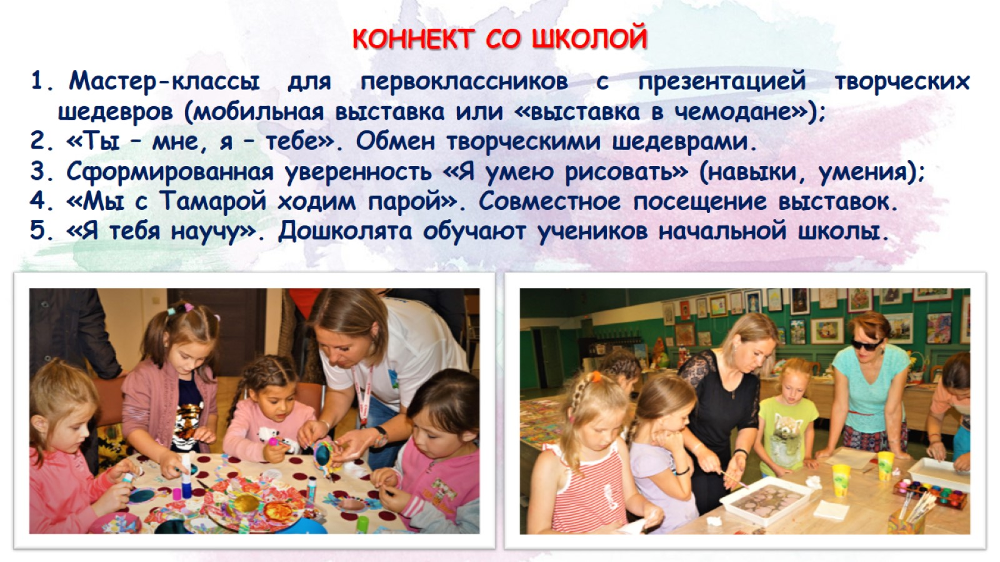 КОННЕКТ СО ШКОЛОЙ
1. Мастер-классы для первоклассников с презентацией творческих
шедевров (мобильная выставка или «выставка в чемодане»);
2. «Ты – мне, я – тебе». Обмен творческими шедеврами.
3. Сформированная уверенность «Я умею рисовать» (навыки, умения);
4. «Мы с Тамарой ходим парой». Совместное посещение выставок.
5. «Я тебя научу». Дошколята обучают учеников начальной школы.